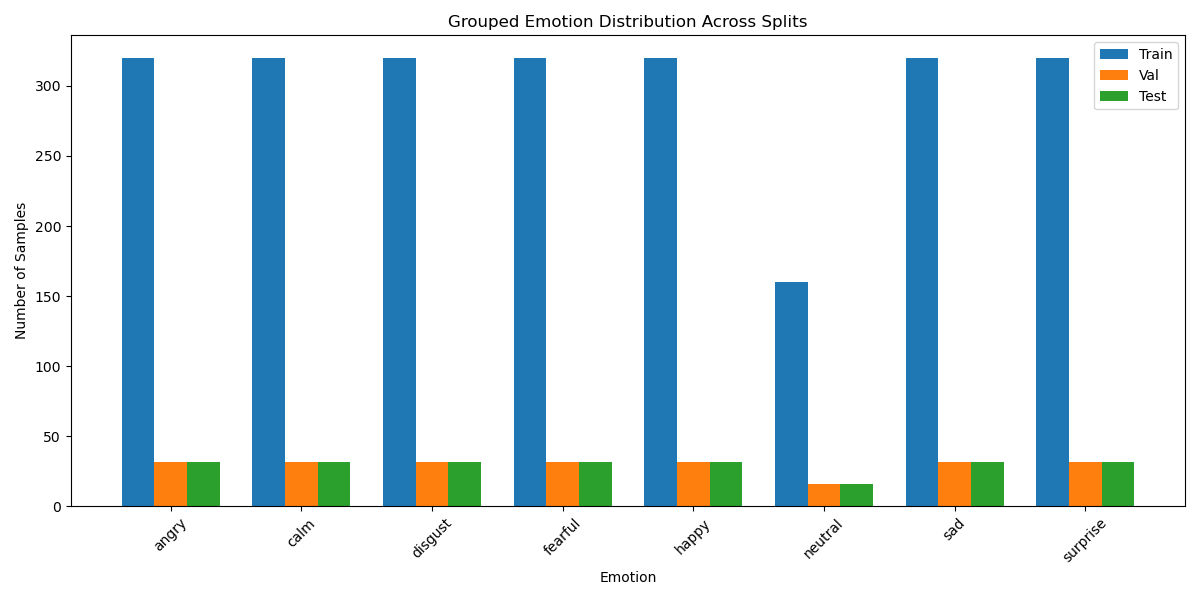 Grouped Emotion Distribution Across Splits
Train
Val
Test
Number of Samples
300
250
200
150
100
50
0
angry
calm
disgust
fearful
happy
neutral
sad
surprise
Emotion